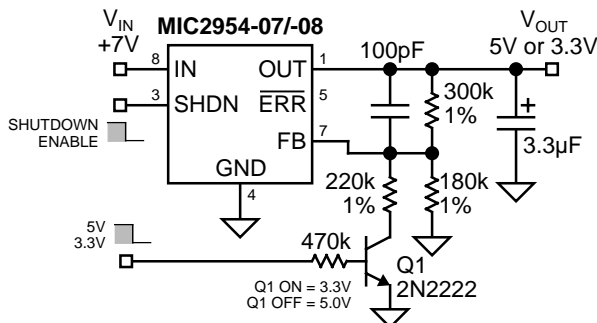 MIC2954-07/-08
VIN
+7V
8
IN
OUT
1
3
SHDN
ERR
5
FB
7
GND
4
SHUTDOWN
ENABLE
100pF
VOUT
5V or 3.3V
300k
1%
+
3.3µF
220k
1%
180k
1%
5V
3.3V
470k
Q1 ON = 3.3V
Q1 OFF = 5.0V
Q1
2N2222